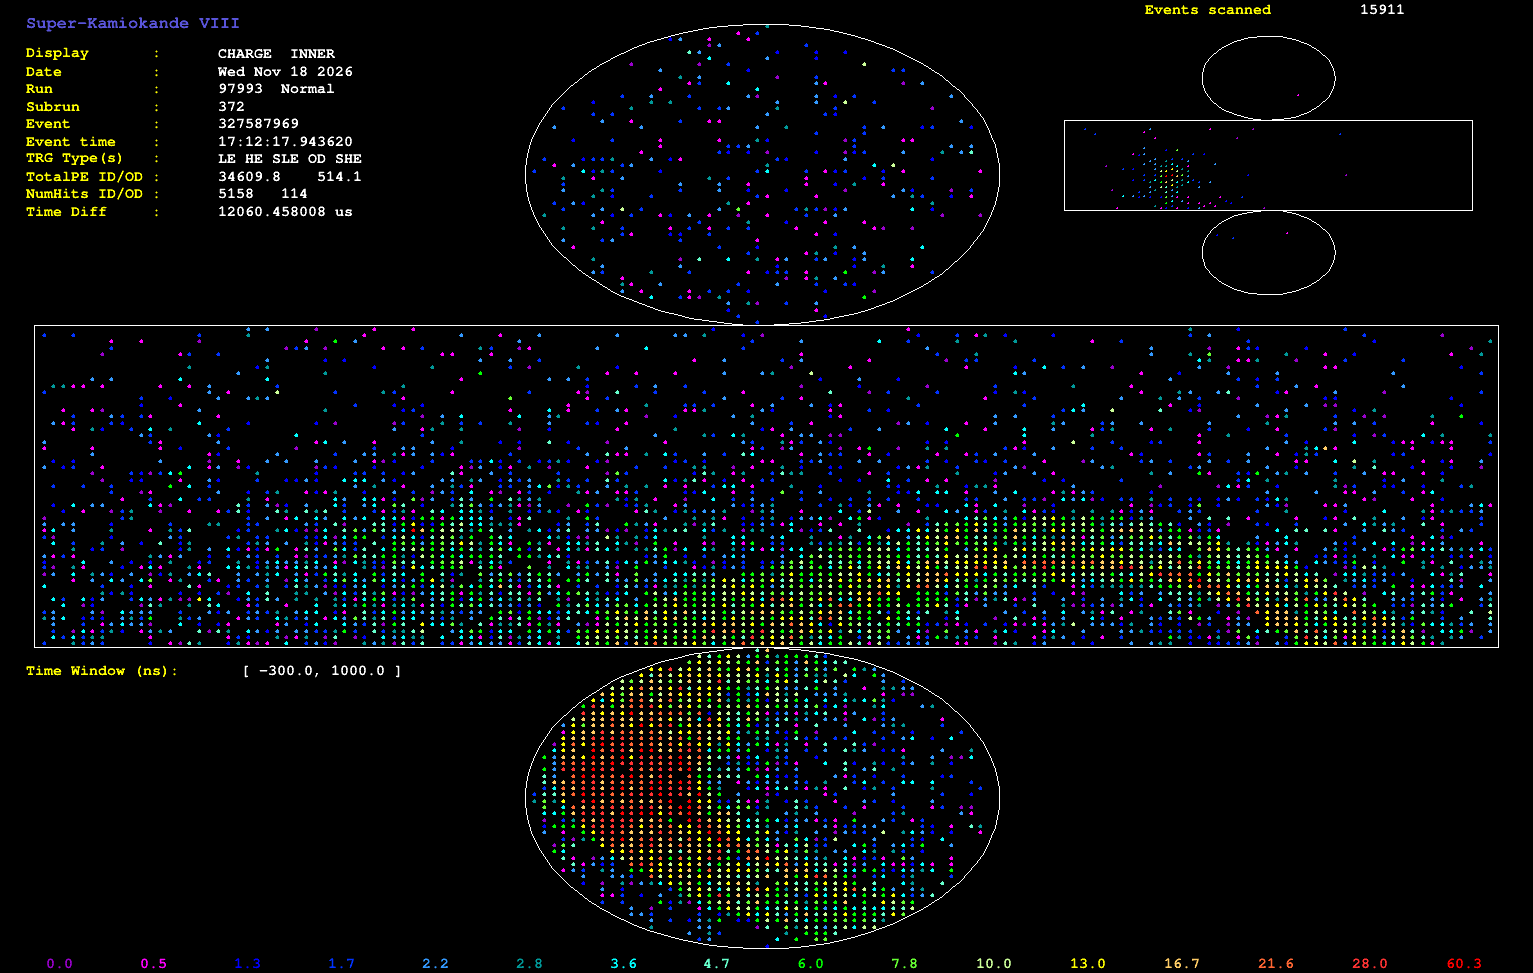 Super-Kamiokande VIII
Events scanned 15911
Display : CHARGE INNER
Date : Wed Nov 18 2026
Run : 97993 Normal
Subrun : 372
Event : 327587969
Event time : 17:12:17.943620
TRG Type(s) : LE HE SLE OD SHE
TotalPE ID/OD : 34609.8 514.1
NumHits ID/OD : 5158 114
Time Diff : 12060.458008 us
Time Window (ns): [ −300.0, 1000.0 ]
0.0 0.5 1.3 1.7 2.2 2.8 3.6 4.7 6.0 7.8 10.0 13.0 16.7 21.6 28.0 60.3